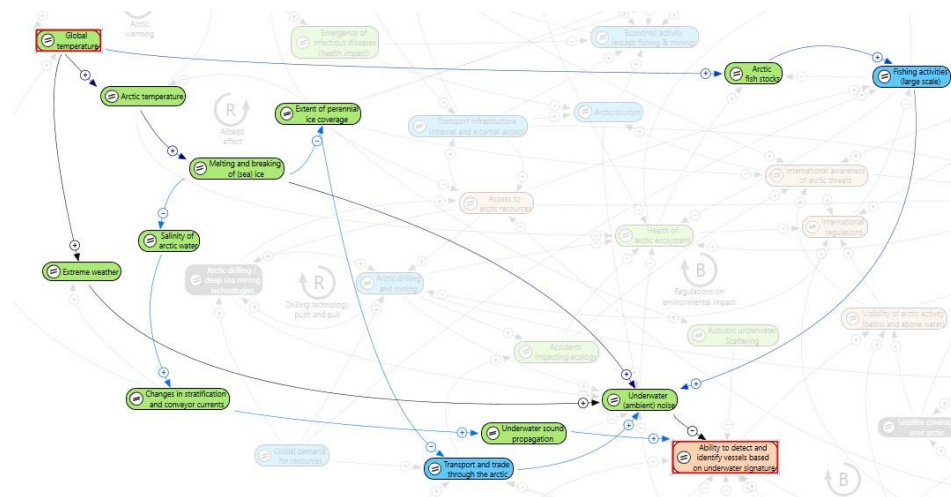 Arctic
warming
Global
temperature
Emergence of
infectious diseases
(health impact)
Economic activity
(except fishing & mining)
Arctic
fish stocks
Fishing activities
(large scale)
Arctic temperature
R
Albedo
effect
Extent of perennial
ice coverage
Transport infrastructure
(internal and external access)
Arctic tourism
Melting and breaking
of (sea) ice
International awareness
of arctic threats
Access to
arctic resources
Salinity of
arctic water
Health of
arctic ecosystem
International
regulations
Extreme weather
Arctic drilling /
deep sea mining
technologies
R
Drilling technology
push and pull
Arctic drilling
and mining
B
Regulations on
environmental impact
Visibility of arctic activity
(below and above water)
Acoustic underwater
Scattering
Accidents
impacting ecology
Changes in stratification
and conveyor currents
Underwater
(ambient) noise
Underwater sound
propagation
Satellite coverage
over arctic
Global demand
for resources
Transport and trade
through the arctic
Ability to detect and
identify vessels based
on underwater signature
B